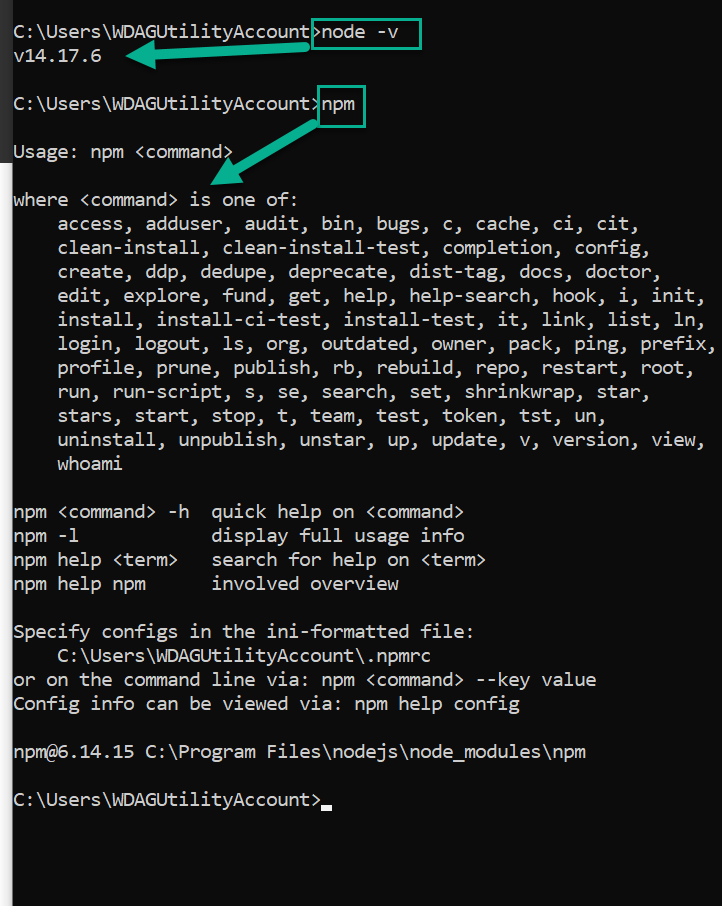 C:\Users\WDAGUtilityAccount>node -v
v14.17.6
C:\Users\WDAGUtilityAccount>npm
Usage: npm <command>
where <command> is one of:
    access, adduser, audit, bin, bugs, c, cache, ci, cit,
    clean-install, clean-install-test, completion, config,
    create, ddp, dedupe, deprecate, dist-tag, docs, doctor,
    edit, explore, fund, get, help, help-search, hook, i, init,
    install, install-ci-test, install-test, it, link, list, ln,
    login, logout, ls, org, outdated, owner, pack, ping, prefix,
    profile, prune, publish, rb, rebuild, repo, restart, root,
    run, run-script, s, se, search, set, shrinkwrap, star,
    stars, start, stop, t, team, test, token, tst, un,
    uninstall, unpublish, unstar, up, update, v, version, view,
    whoami
npm <command> -h  quick help on <command>
npm -l            display full usage info
npm help <term>   search for help on <term>
npm help npm      involved overview
Specify configs in the ini-formatted file:
    C:\Users\WDAGUtilityAccount\.npmrc
or on the command line via: npm <command> --key value
Config info can be viewed via: npm help config
npm@6.14.15 C:\Program Files\nodejs\node_modules\npm
C:\Users\WDAGUtilityAccount>